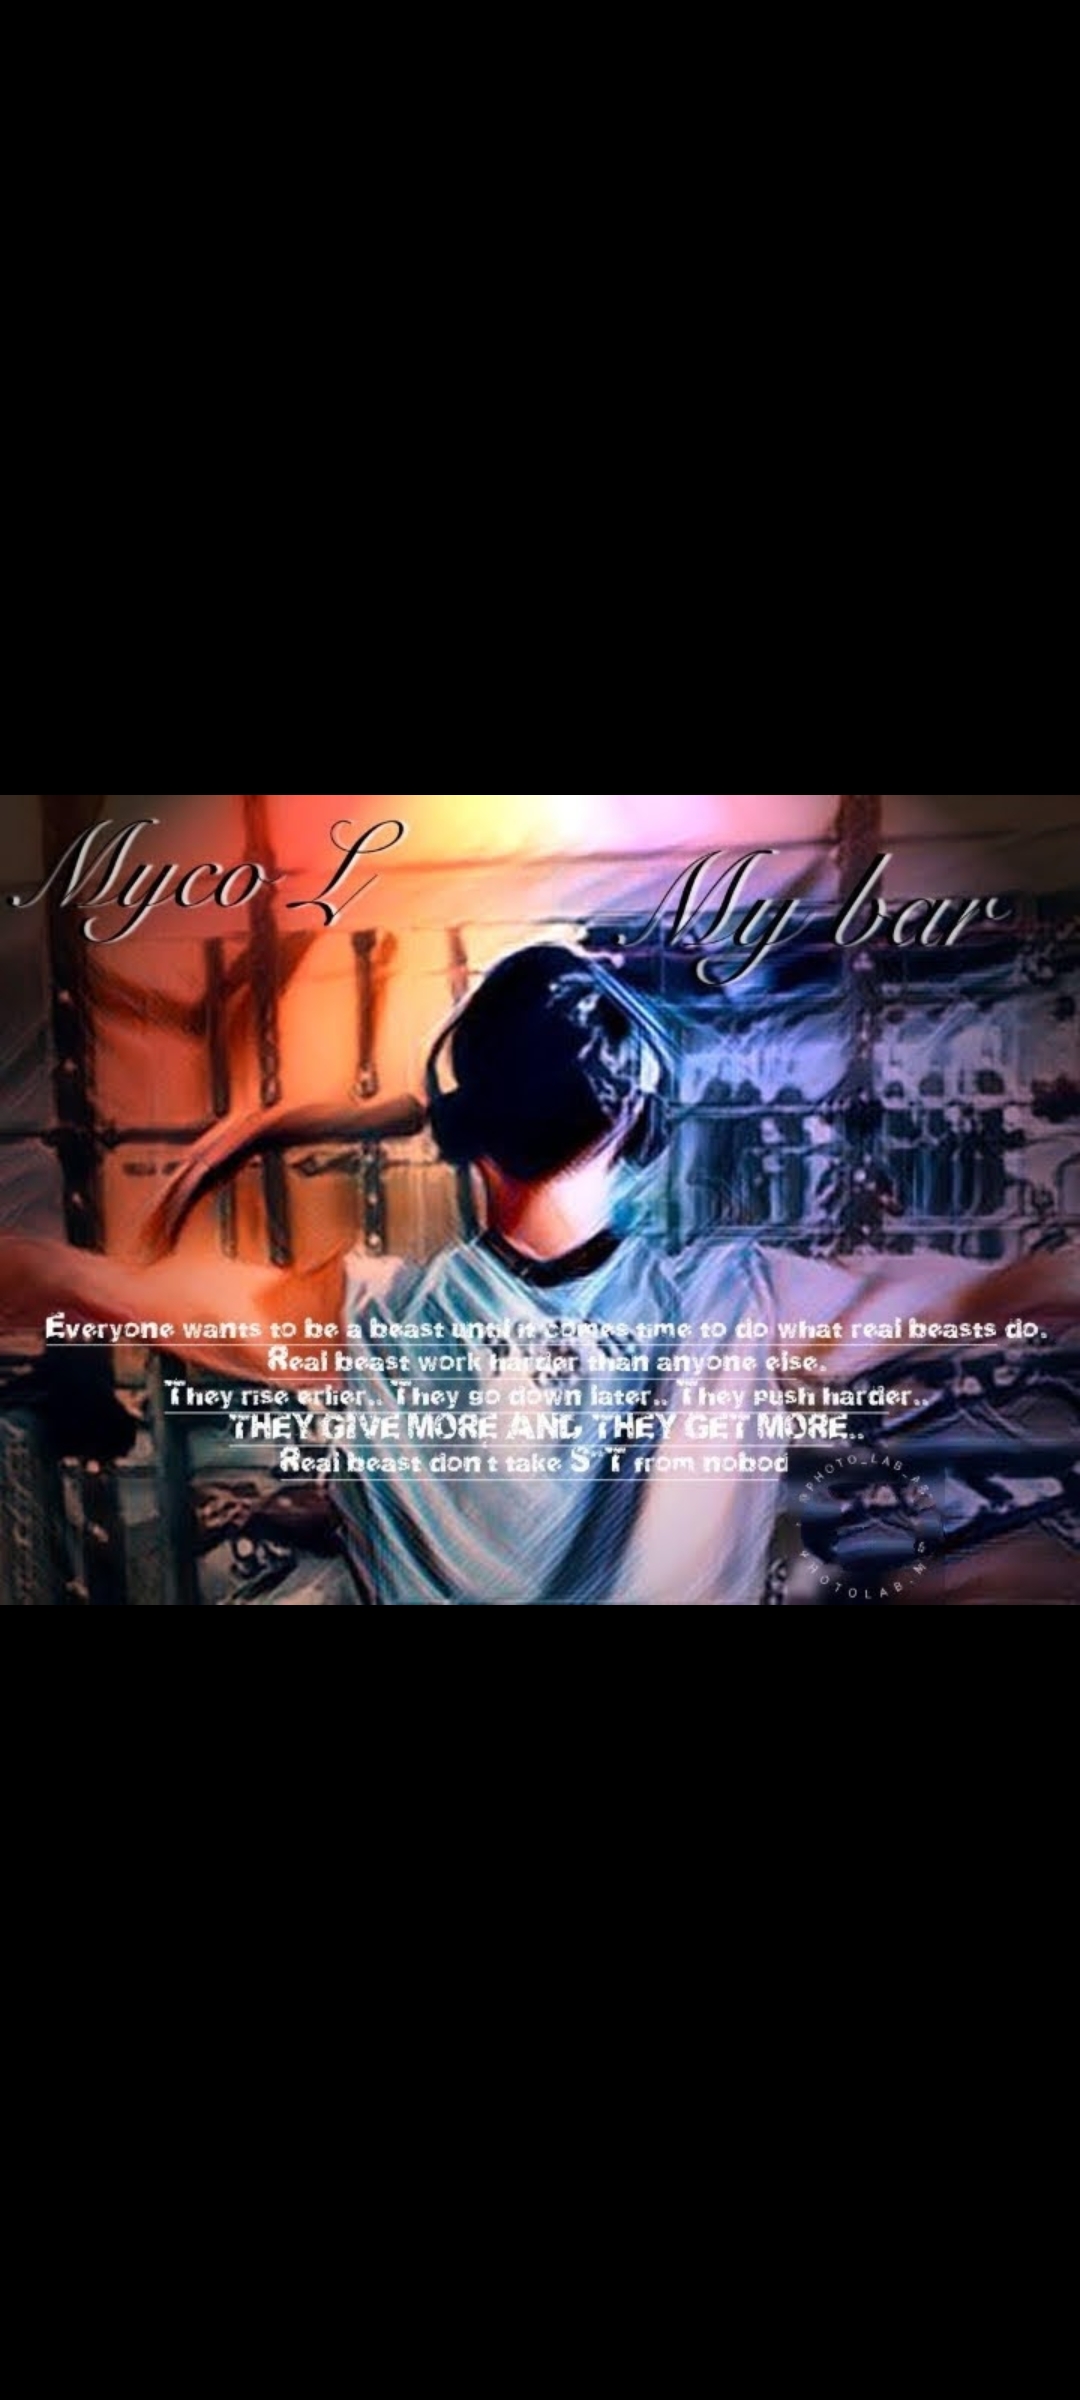 Myco L
My bar
Everyone wants to be a beast until it comes time to do what real beasts do.
Real beast work harder than anyone else.
They rise erlier.. They go down later.. They push harder..
THEY GIVE MORE AND THEY GET MORE..
Real beast don't take S**T from nobod
@PHOTO_LAB_A
PHOTOLAB.M